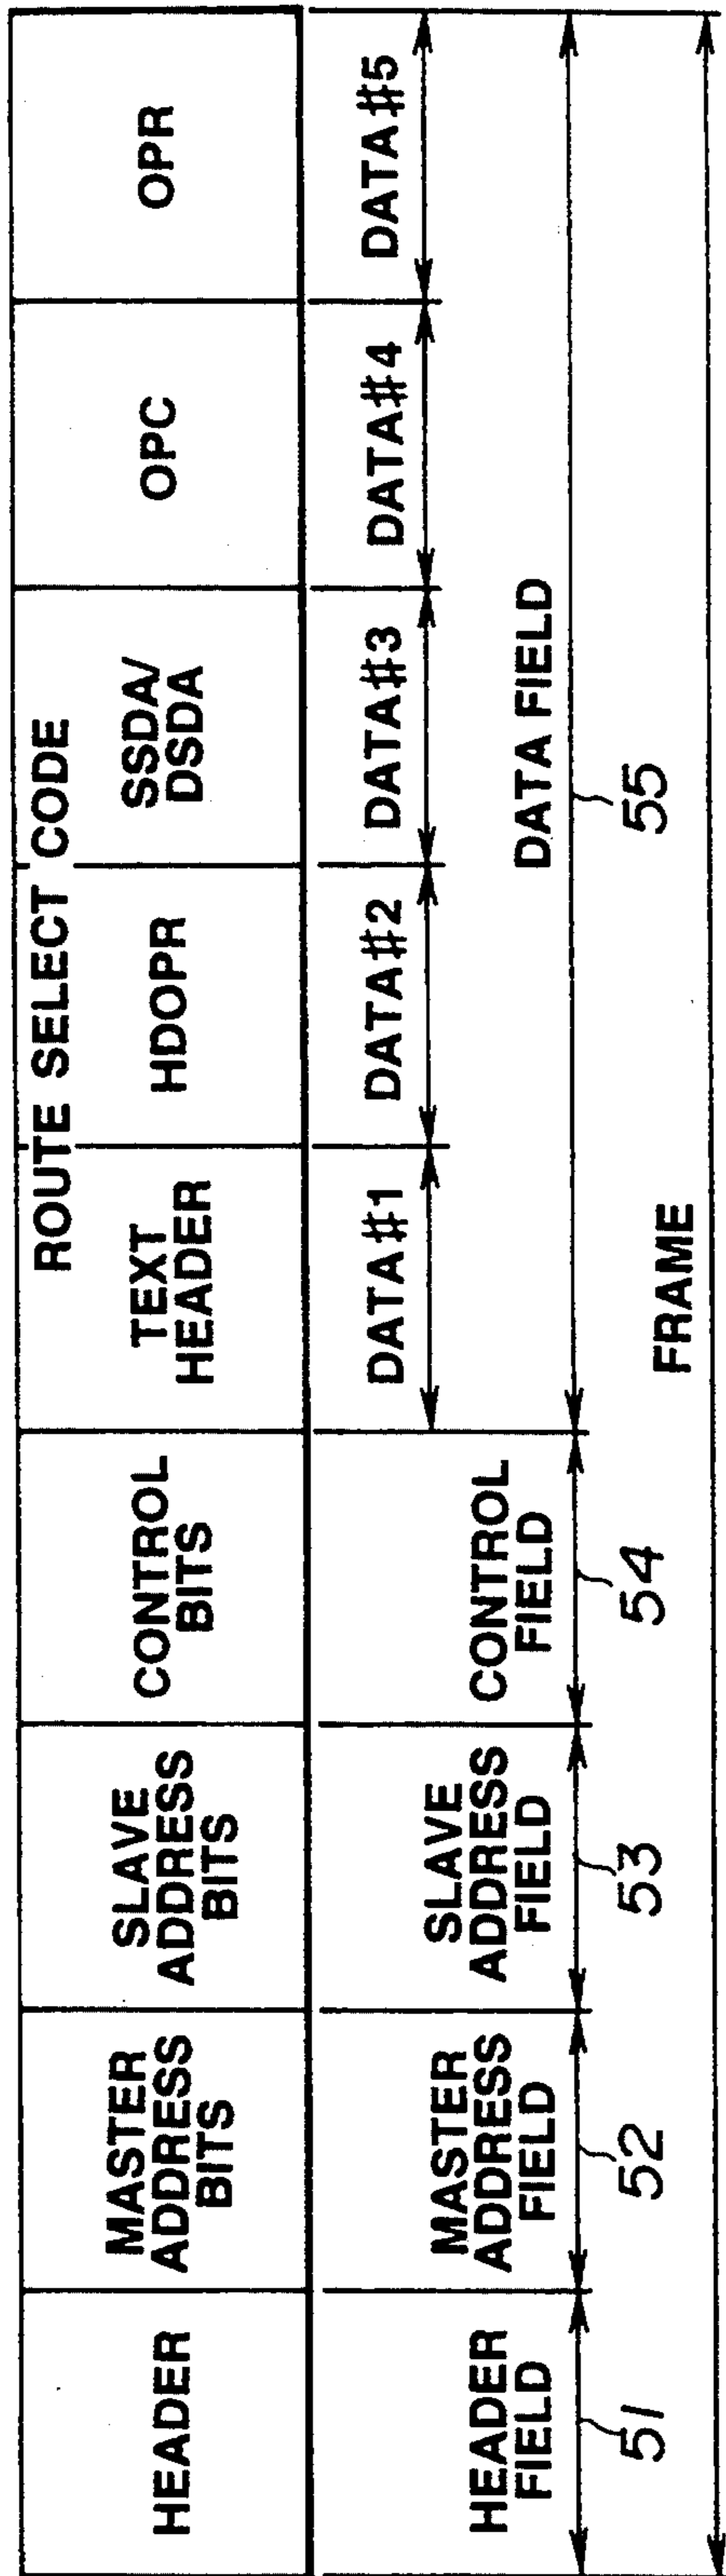 ROUTE SELECT CODE
HEADER
MASTER
ADDRESS
BITS
SLAVE
ADDRESS
BITS
CONTROL
BITS
TEXT
HEADER
HDOPR
SSDA/
DSDA
OPC
OPR
HEADER
FIELD
MASTER
ADDRESS
FIELD
SLAVE
ADDRESS
FIELD
CONTROL
FIELD
DATA#1
DATA#2
DATA#3
DATA#4
DATA#5
DATA FIELD
51
52
53
54
55
FRAME